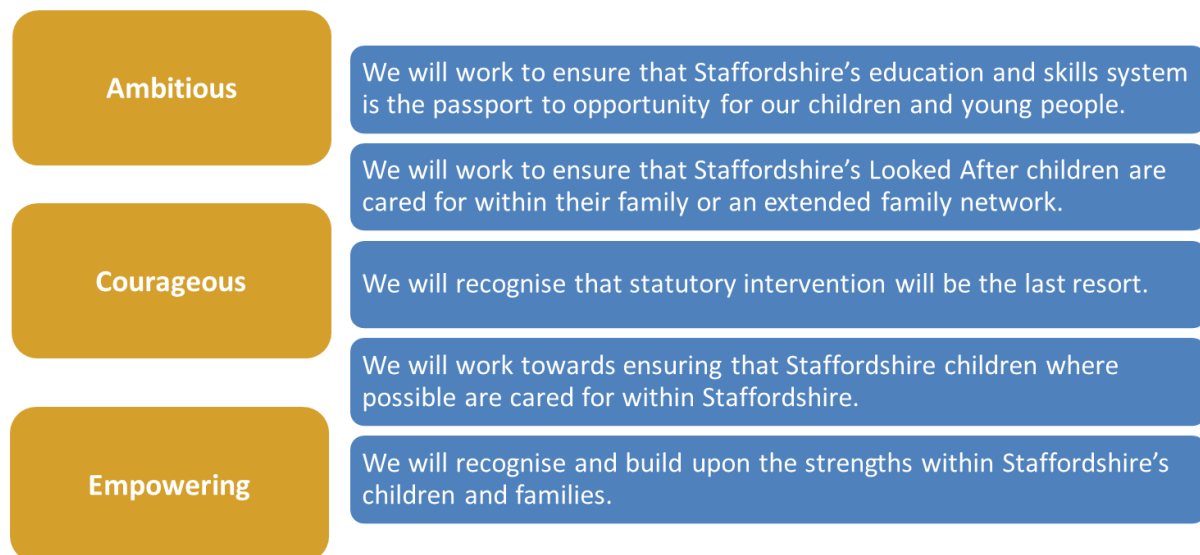 Ambitious
Courageous
Empowering
We will work to ensure that Staffordshire's education and skills system
is the passport to opportunity for our children and young people.
We will work to ensure that Staffordshire's Looked After children are
cared for within their family or an extended family network.
We will recognise that statutory intervention will be the last resort.
We will work towards ensuring that Staffordshire children where
possible are cared for within Staffordshire.
We will recognise and build upon the strengths within Staffordshire's
children and families.